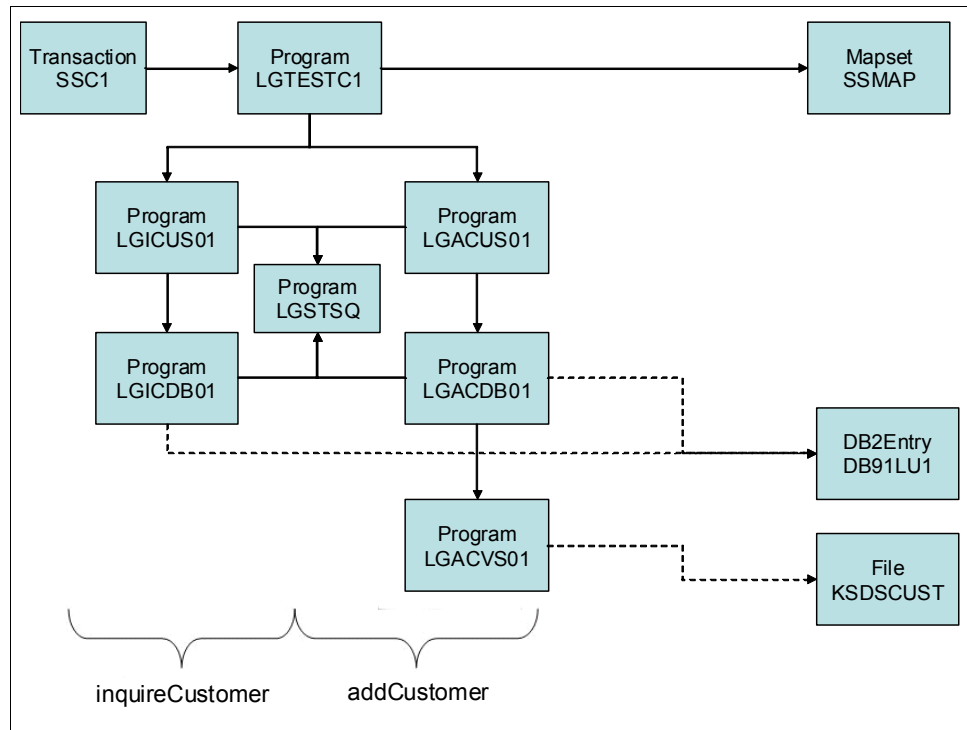 Transaction
SSC1
Program
LGTESTC1
Mapset
SSMAP
Program
LGICUS01
Program
LGACUS01
Program
LGSTSQ
Program
LGICDB01
Program
LGACDB01
DB2Entry
DB91LU1
Program
LGACVS01
File
KSDSCUST
inquireCustomer
addCustomer